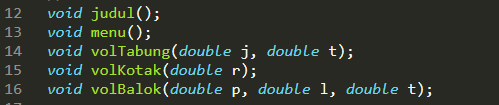 12 void judul();
13 void menu();
14 void volTabung(double j, double t);
15 void volKotak(double r);
16 void volBalok(double p, double l, double t);